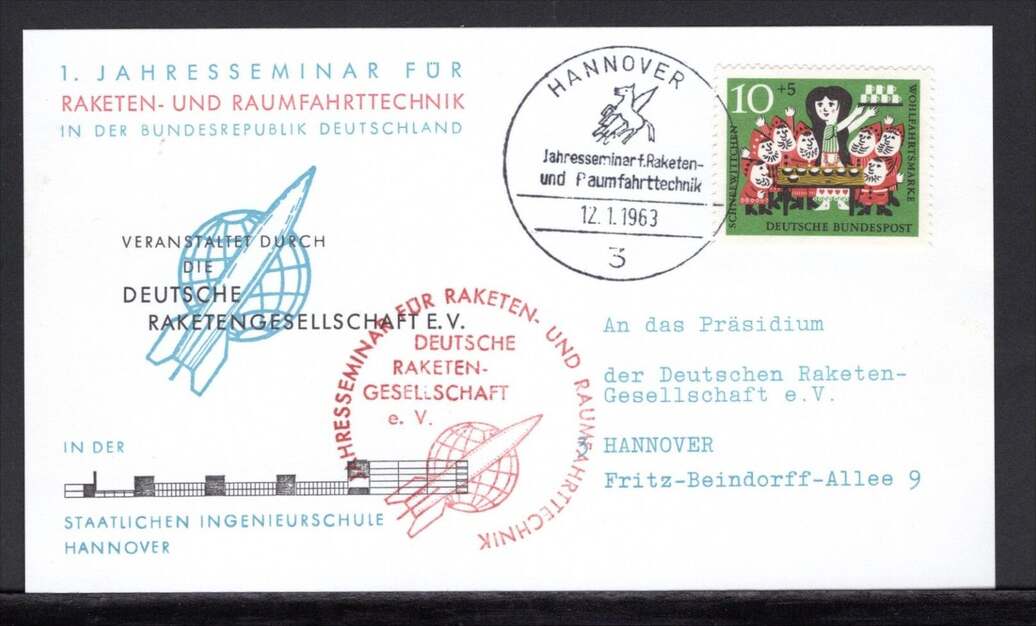 1. JAHRESSEMINAR FÜR
RAKETEN- UND RAUMFAHRTTECHNIK
IN DER BUNDESREPUBLIK DEUTSCHLAND
VERANSTALTET DURCH
DIE
DEUTSCHE
RAKETENGESELLSCHAFT E.V.
IN DER
STAATLICHEN INGENIEURSCHULE
HANNOVER
JAHRESSEMINAR FÜR RAKETEN- UND RAUMFAHRTTECHNIK
DEUTSCHE
RAKETEN-
GESELLSCHAFT
e. V.
HANNOVER
Jahresseminar f. Raketen-
und Raumfahrttechnik
12.1.1963
3
10 +5
SCHNEEWITTCHEN
WOHLFAHRTSMARKE
DEUTSCHE BUNDESPOST
An das Präsidium
der Deutschen Raketen-
Gesellschaft e.V.
3 HANNOVER
Fritz-Beindorff-Allee 9